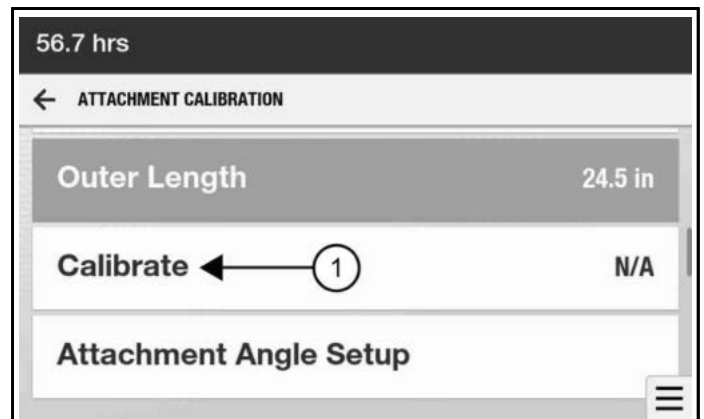 56.7 hrs
ATTACHMENT CALIBRATION
Outer Length 24.5 in
Calibrate 1 N/A
Attachment Angle Setup